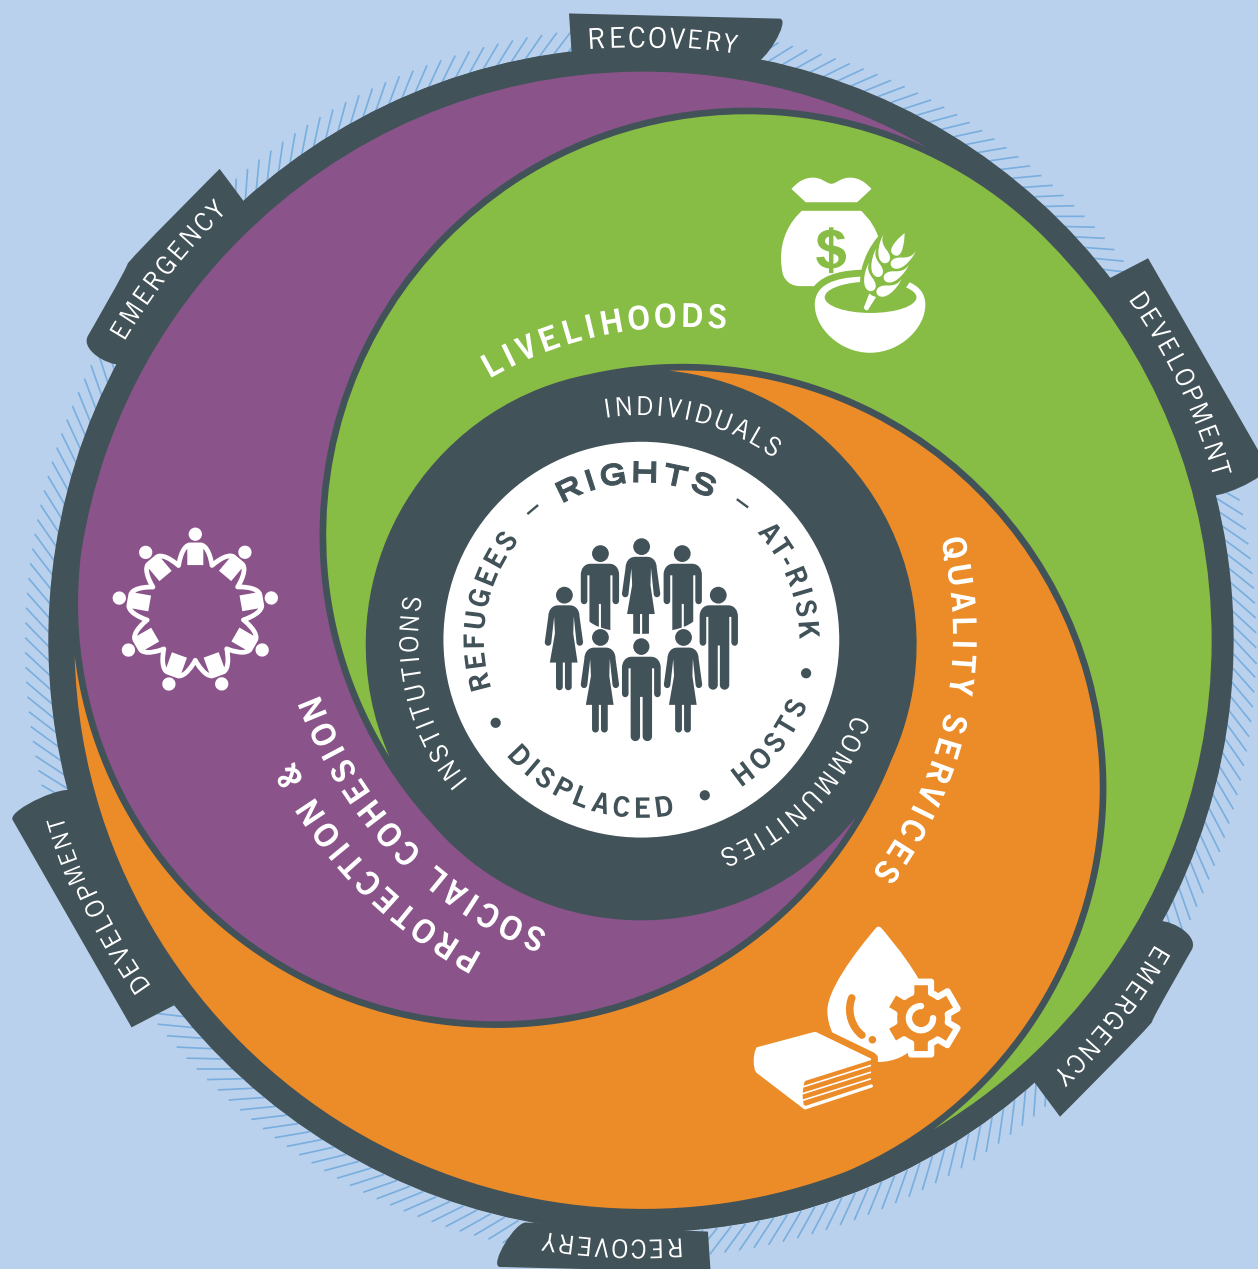 RECOVERY
EMERGENCY
DEVELOPMENT
$
LIVELIHOODS
INDIVIDUALS
REFUGEES – RIGHTS – AT-RISK • HOSTS • DISPLACED •
INSTITUTIONS
COMMUNITIES
QUALITY SERVICES
PROTECTION &
SOCIAL COHESION
DEVELOPMENT
EMERGENCY
RECOVERY